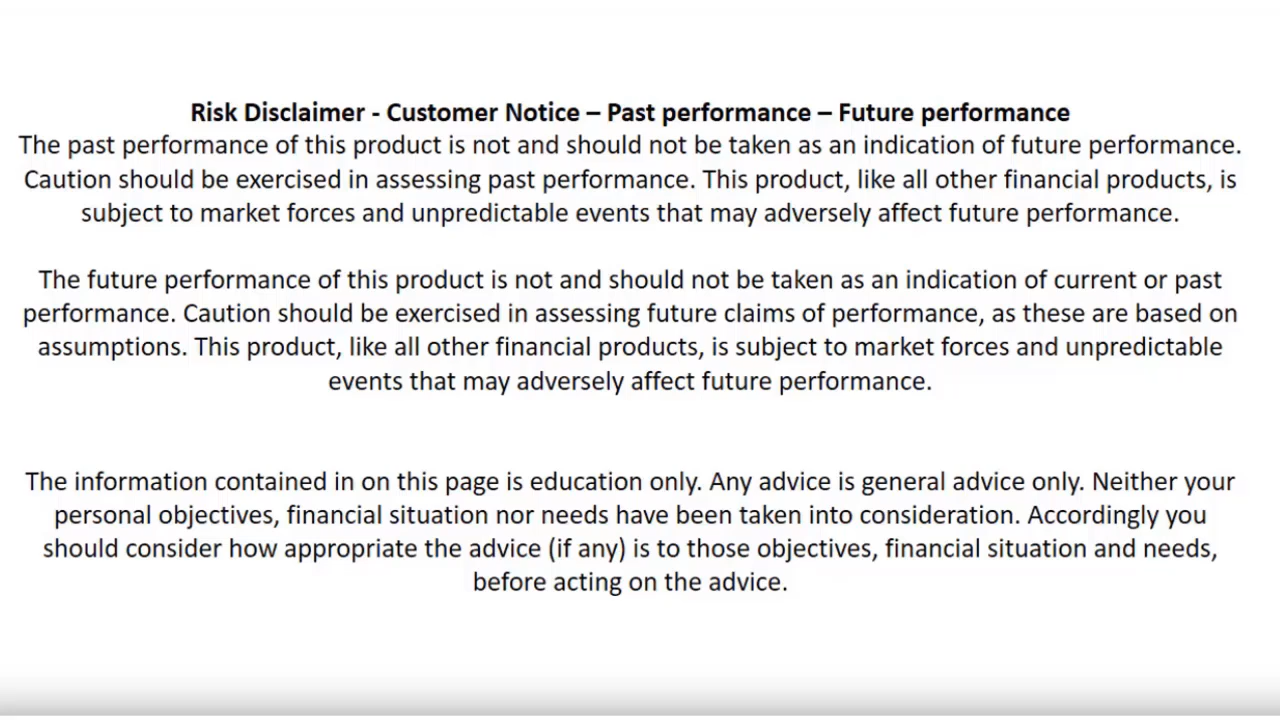 Risk Disclaimer - Customer Notice – Past performance – Future performance
The past performance of this product is not and should not be taken as an indication of future performance.
Caution should be exercised in assessing past performance. This product, like all other financial products, is
subject to market forces and unpredictable events that may adversely affect future performance.
The future performance of this product is not and should not be taken as an indication of current or past
performance. Caution should be exercised in assessing future claims of performance, as these are based on
assumptions. This product, like all other financial products, is subject to market forces and unpredictable
events that may adversely affect future performance.
The information contained in on this page is education only. Any advice is general advice only. Neither your
personal objectives, financial situation nor needs have been taken into consideration. Accordingly you
should consider how appropriate the advice (if any) is to those objectives, financial situation and needs,
before acting on the advice.